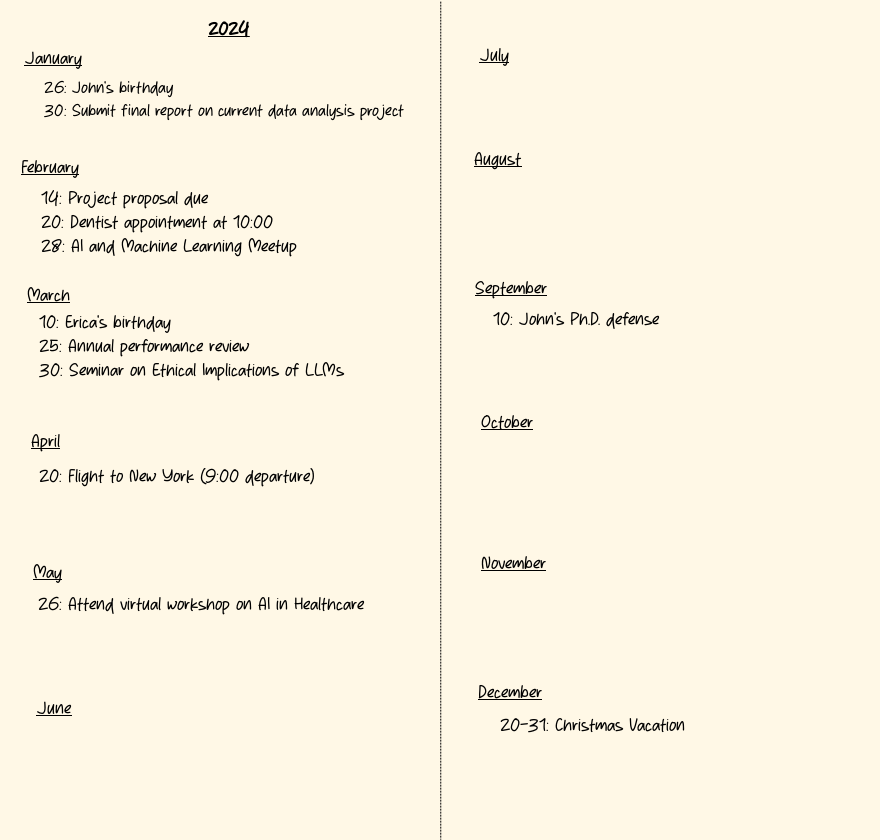 2024
January
26: John's birthday
30: Submit final report on current data analysis project
February
14: Project proposal due
20: Dentist appointment at 10:00
28: AI and Machine Learning Meetup
March
10: Erica's birthday
25: Annual performance review
30: Seminar on Ethical Implications of LLMs
April
20: Flight to New York (9:00 departure)
May
26: Attend virtual workshop on AI in Healthcare
June
July
August
September
10: John's Ph.D. defense
October
November
December
20-31: Christmas Vacation